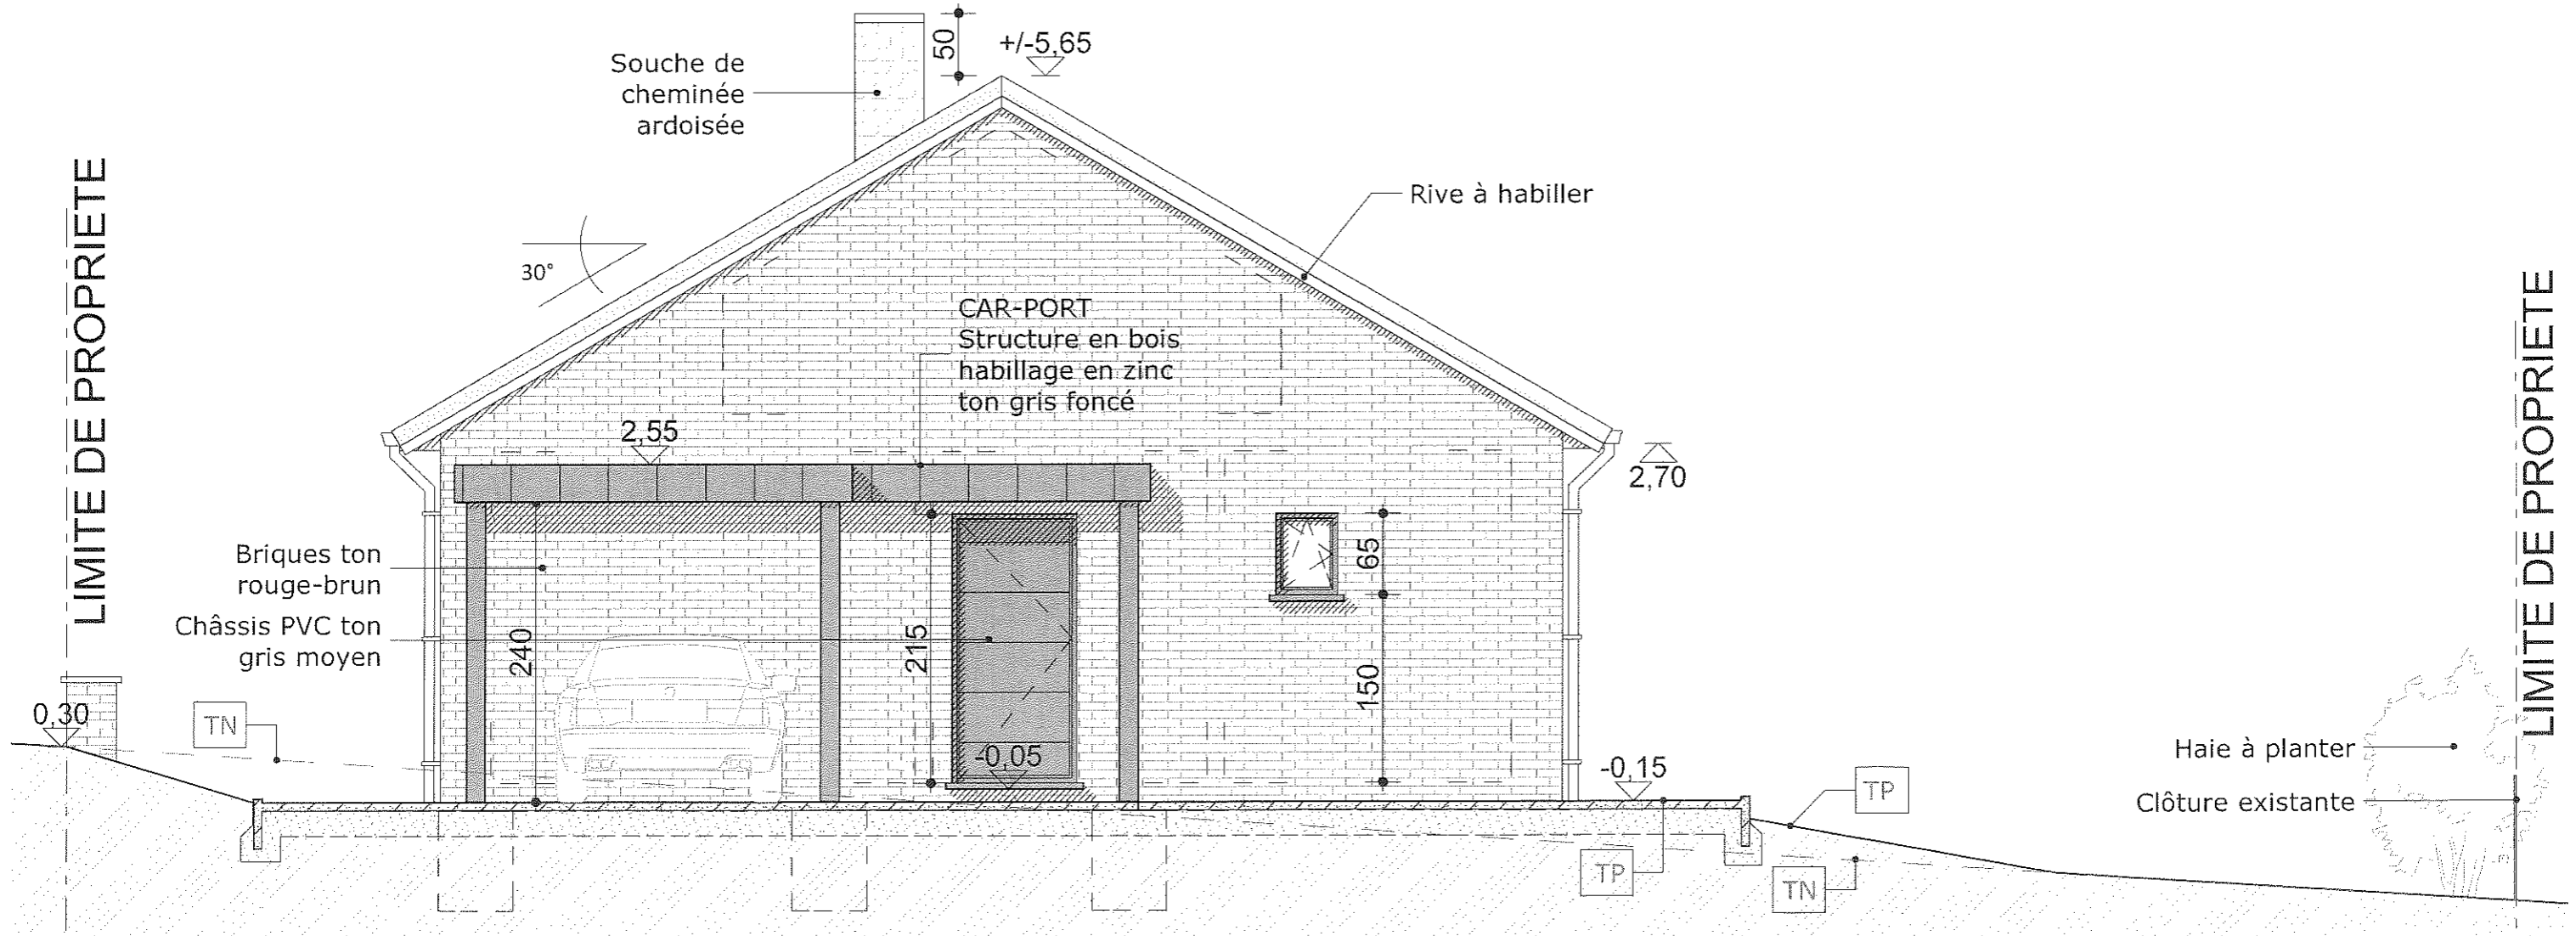 50
+/-5,65
Souche de
cheminée
ardoisée
LIMITE DE PROPRIETE
Rive à habiller
30°
LIMITE DE PROPRIETE
CAR-PORT
Structure en bois
habillage en zinc
ton gris foncé
2,55
2,70
Briques ton
rouge-brun
65
Châssis PVC ton
gris moyen
240
215
150
0,30
TN
-0,05
-0,15
Haie à planter
TP
Clôture existante
TP
TN